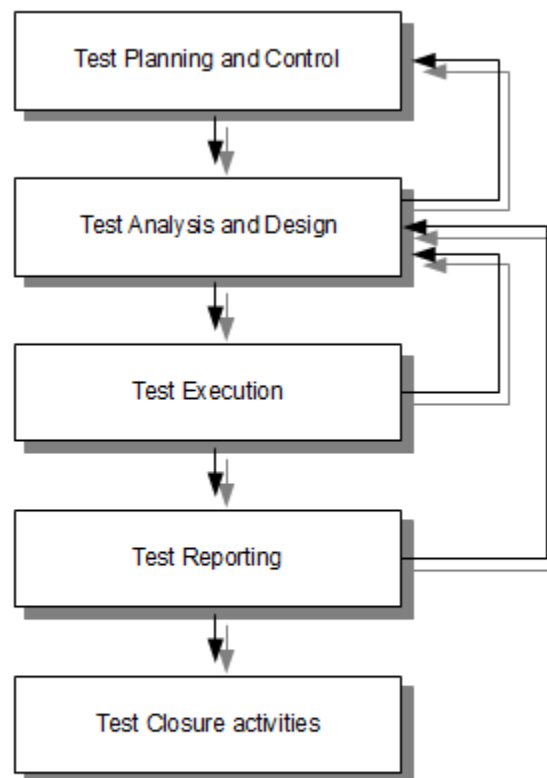 Test Planning and Control
Test Analysis and Design
Test Execution
Test Reporting
Test Closure activities